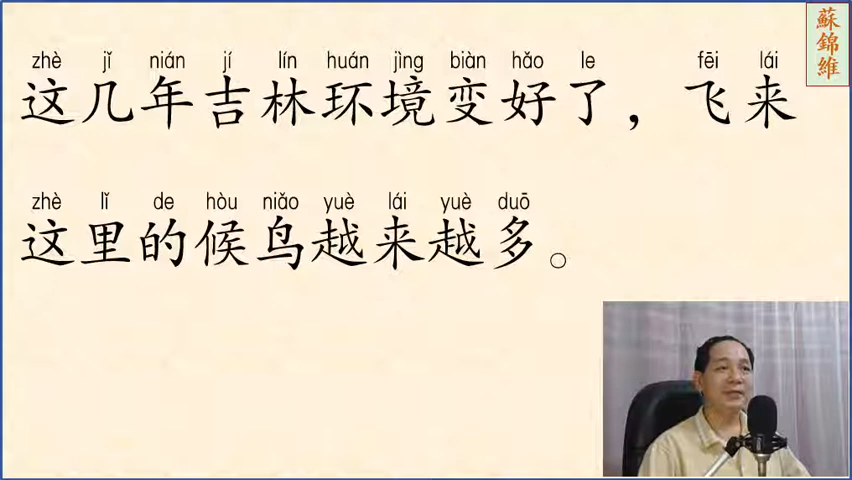 zhè jǐ nián jí lín huán jìng biàn hǎo le fēi lái
这几年吉林环境变好了，飞来
zhè lǐ de hòu niǎo yuè lái yuè duō
这里的候鸟越来越多。
蘇錦維